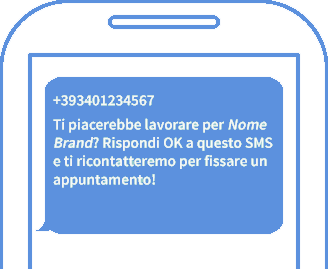 +393401234567
Ti piacerebbe lavorare per Nome
Brand? Rispondi OK a questo SMS
e ti ricontatteremo per fissare un
appuntamento!